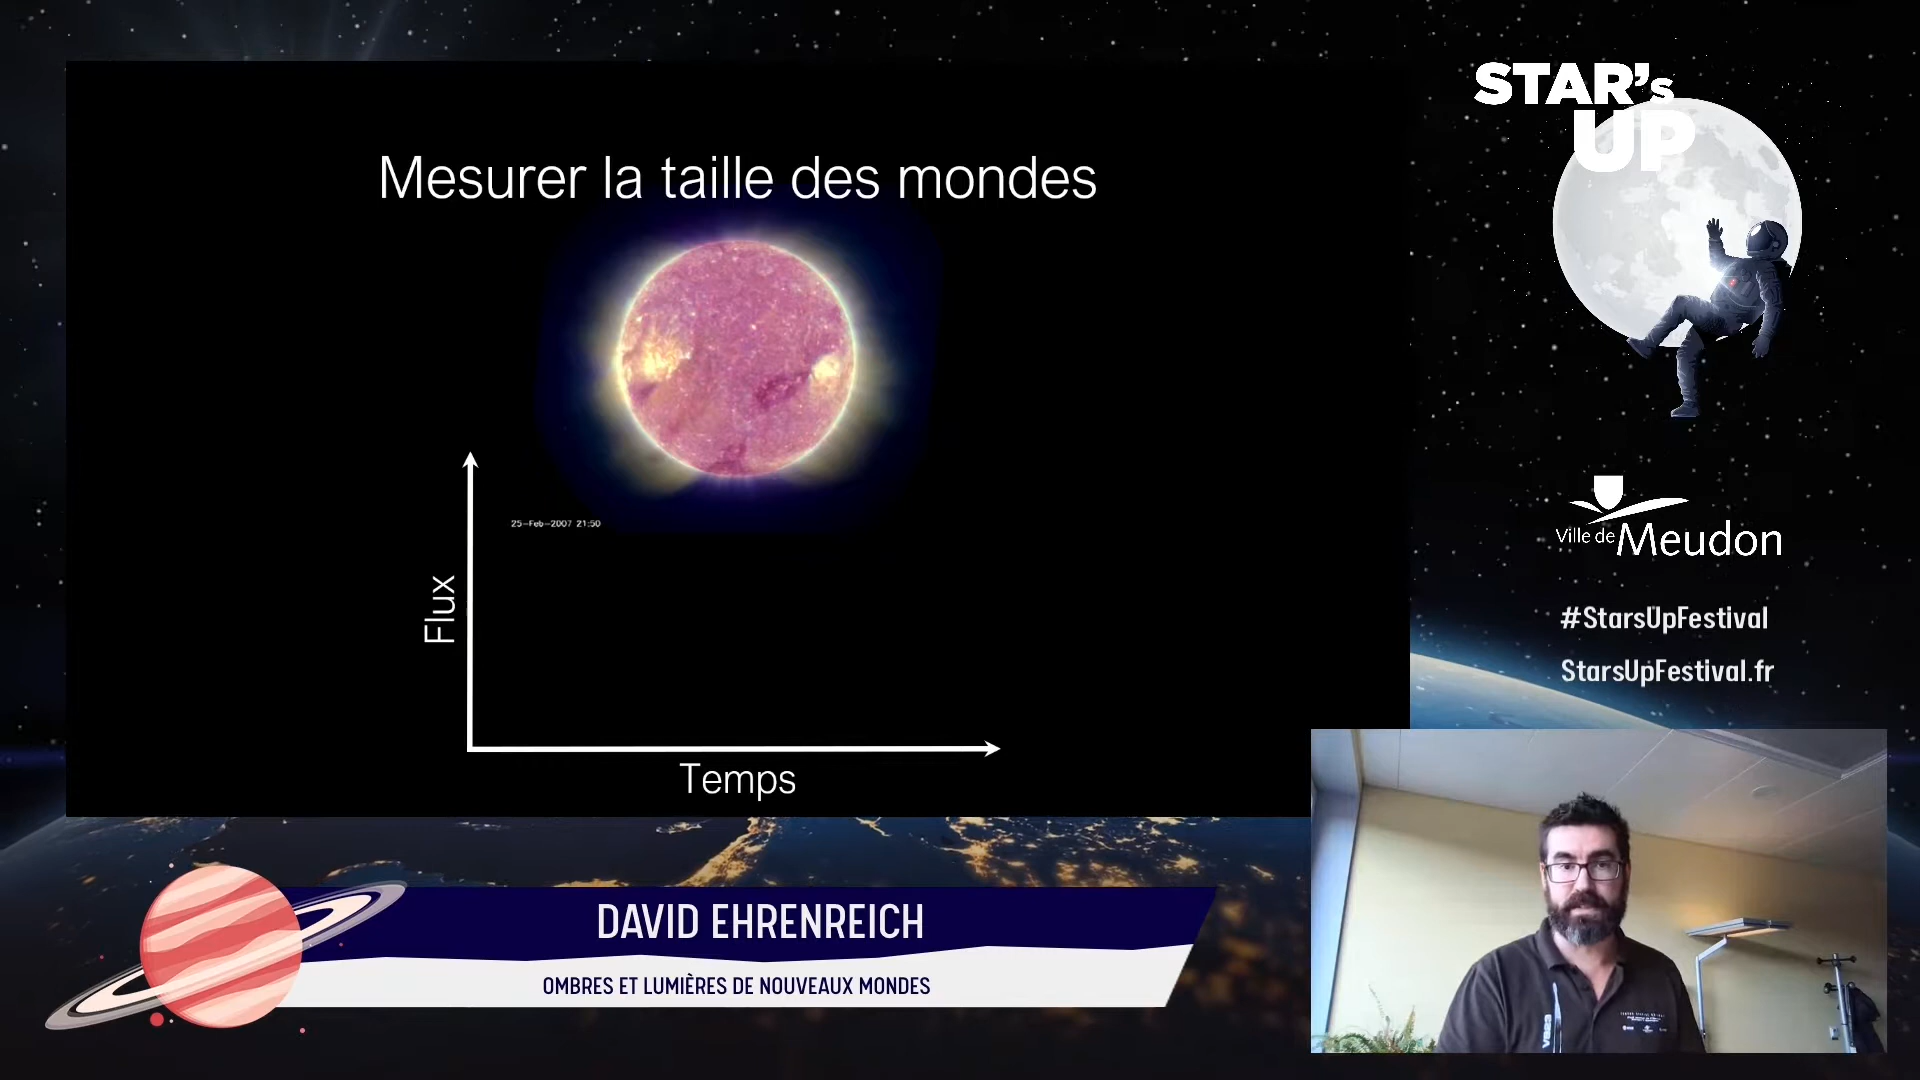 STAR's
UP
Mesurer la taille des mondes
25-Feb-2007 21:50
Flux
Temps
Ville de Meudon
#StarsUpFestival
StarsUpFestival.fr
DAVID EHRENREICH
OMBRES ET LUMIÈRES DE NOUVEAUX MONDES